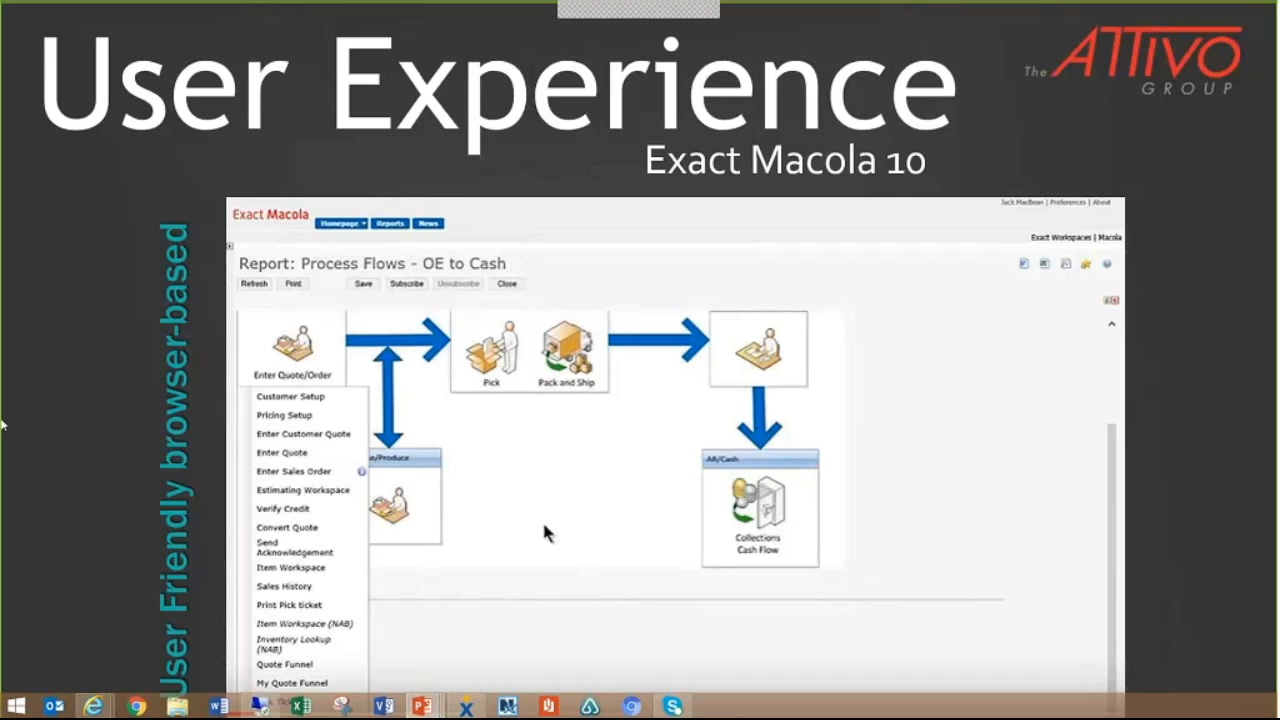 User Experience
The ATTIVO
GROUP
Exact Macola 10
User Friendly browser-based
Jack MacBean | Preferences | About
Exact Macola
Homepage
Reports
News
Exact Workspaces | Macola
Report: Process Flows - OE to Cash
Refresh
Print
Save
Subscribe
Unsubscribe
Close
Enter Quote/Order
Pick
Pack and Ship
Customer Setup
Pricing Setup
Enter Customer Quote
Enter Quote
Enter Sales Order
Estimating Workspace
Verify Credit
Convert Quote
Send
Acknowledgement
Item Workspace
Sales History
Print Pick ticket
Item Workspace (NAB)
Inventory Lookup
(NAB)
Quote Funnel
My Quote Funnel
e/Produce
AR/Cash
Collections
Cash Flow